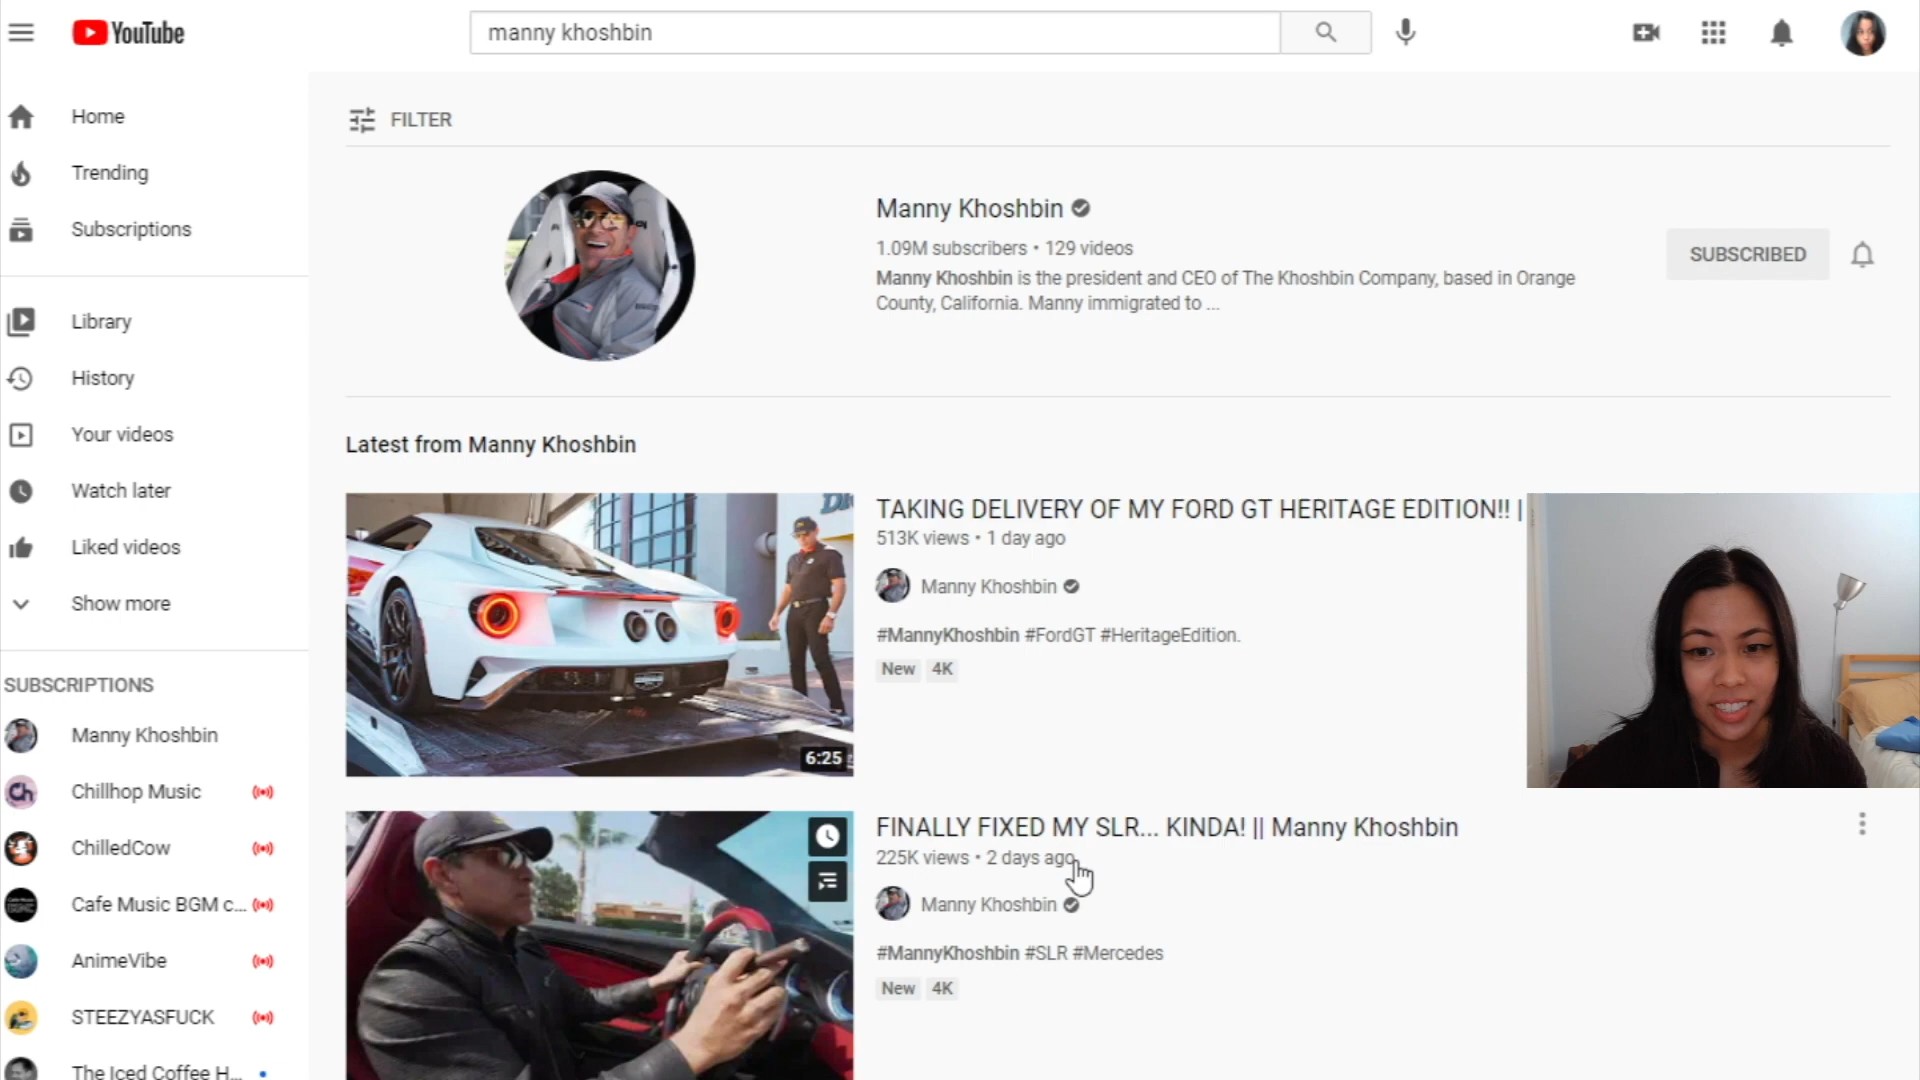 YouTube
manny khoshbin
Home
Trending
Subscriptions
Library
History
Your videos
Watch later
Liked videos
Show more
SUBSCRIPTIONS
Manny Khoshbin
Chillhop Music
ChilledCow
Cafe Music BGM c...
AnimeVibe
STEEZYASFUCK
The Iced Coffee H...
FILTER
Manny Khoshbin
1.09M subscribers • 129 videos
Manny Khoshbin is the president and CEO of The Khoshbin Company, based in Orange
County, California. Manny immigrated to ...
SUBSCRIBED
Latest from Manny Khoshbin
6:25
TAKING DELIVERY OF MY FORD GT HERITAGE EDITION!! |
513K views • 1 day ago
Manny Khoshbin
#MannyKhoshbin #FordGT #HeritageEdition.
New 4K
FINALLY FIXED MY SLR... KINDA! || Manny Khoshbin
225K views • 2 days ago
Manny Khoshbin
#MannyKhoshbin #SLR #Mercedes
New 4K